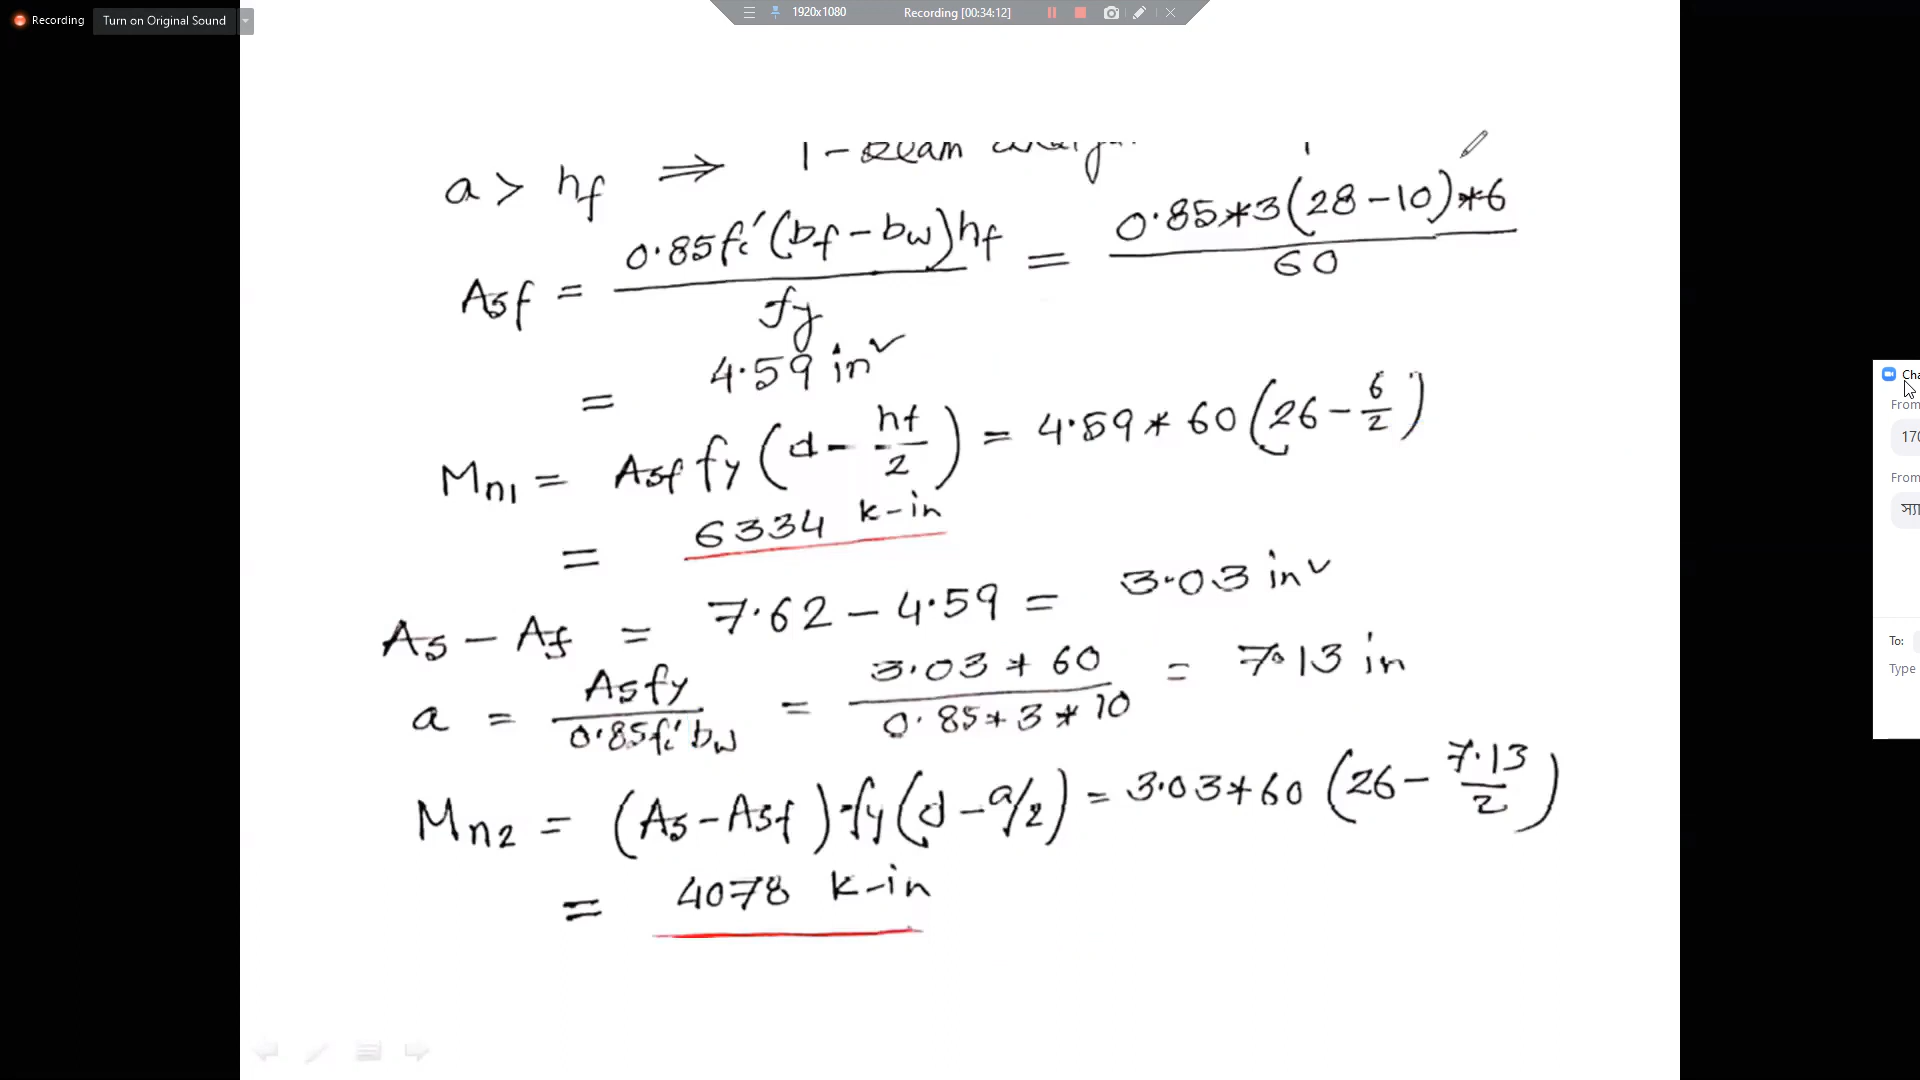 Recording
Turn on Original Sound
1920x1080
Recording [00:34:12]
a > hf ⇒ T-Beam
Asf = 0.85fc'(bf - bw)hf / fy = 0.85*3(28-10)*6 / 60
= 4.59 in²
Mn1 = Asf fy (d - hf/2) = 4.59 * 60 (26 - 6/2)
= 6334 k-in
As - Af = 7.62 - 4.59 = 3.03 in²
a = Asfy / 0.85fc'bw = 3.03 * 60 / 0.85*3*10 = 7.13 in
Mn2 = (As - Asf) fy (d - a/2) = 3.03*60 (26 - 7.13/2)
= 4078 k-in
Cha
From
170
From
স্যা
To:
Type